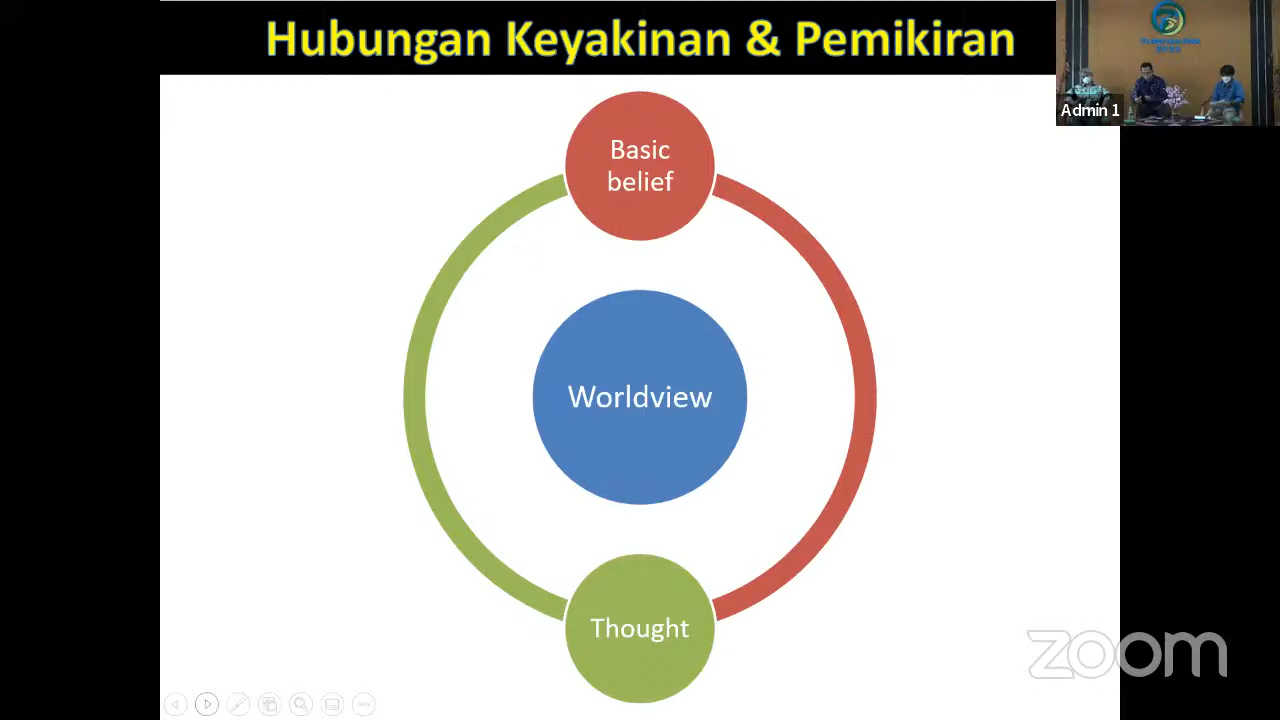 Hubungan Keyakinan & Pemikiran
Admin 1
Basic
belief
Worldview
Thought
zoom